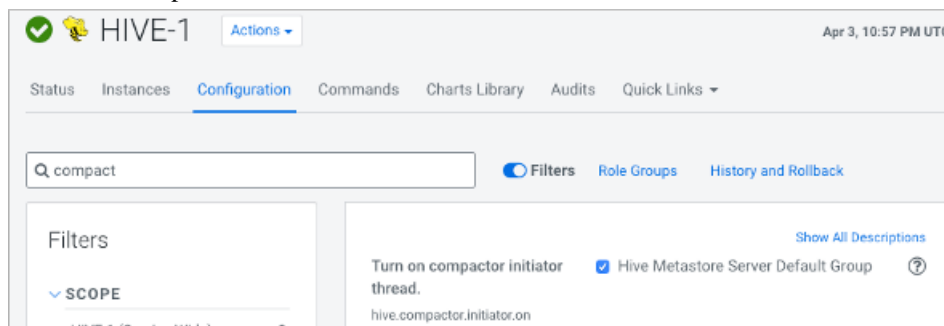 HIVE-1 Actions
Apr 3, 10:57 PM UTC
Status Instances Configuration Commands Charts Library Audits Quick Links
compact
Filters Role Groups History and Rollback
Filters
Show All Descriptions
Turn on compactor initiator
thread.
Hive Metastore Server Default Group
hive.compactor.initiator.on
SCOPE